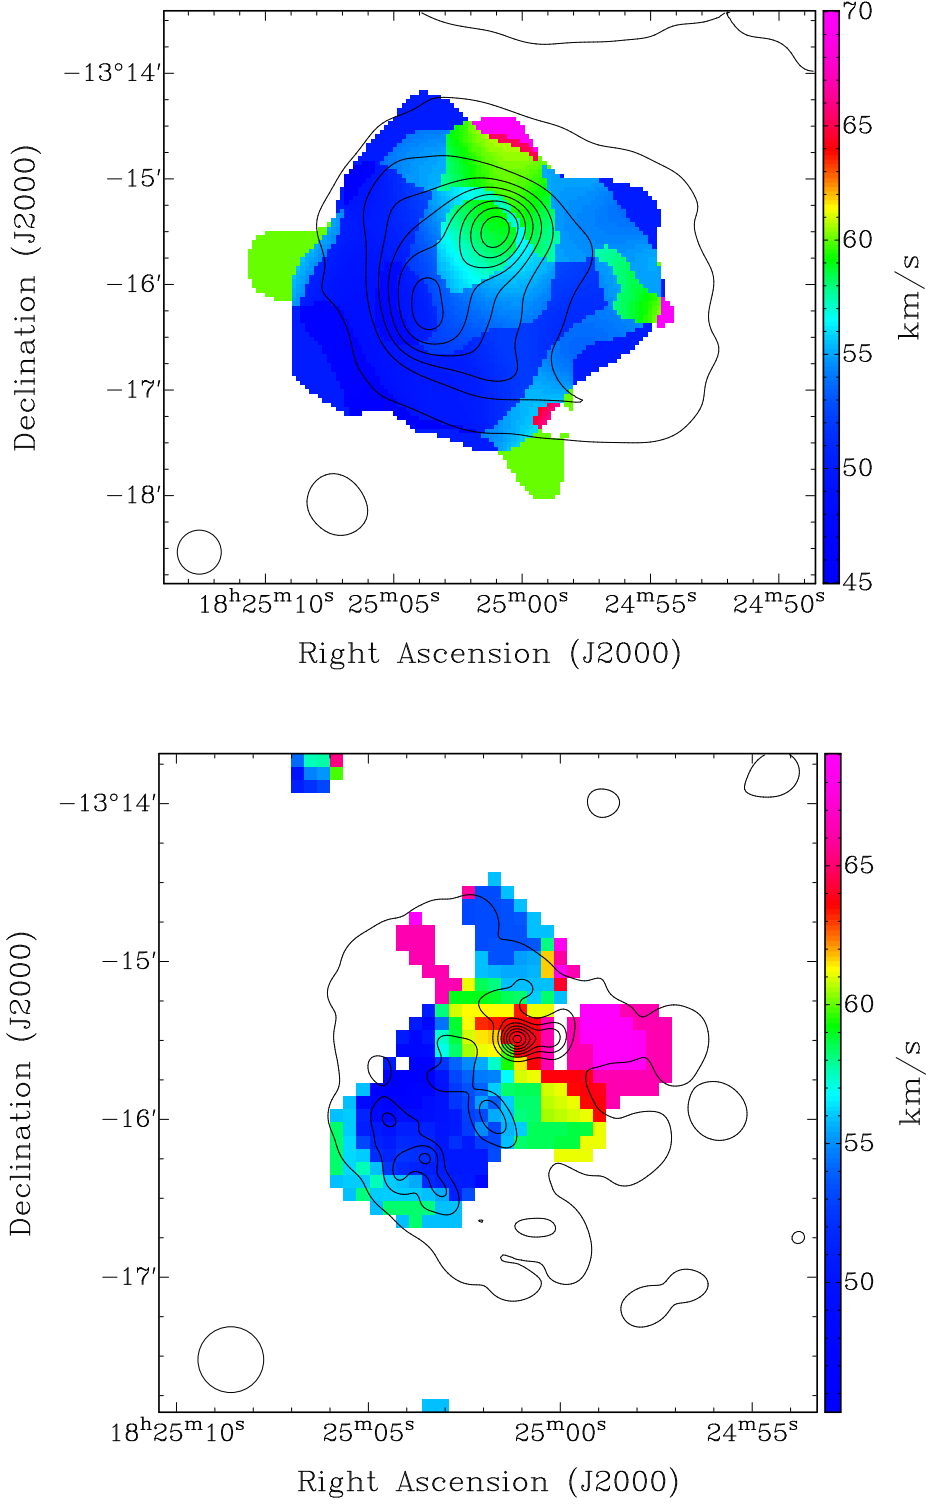 70
−13°14′
65
−15′
60
−16′
55
−17′
50
−18′
45
18ʰ25ᵐ10ˢ 25ᵐ05ˢ 25ᵐ00ˢ 24ᵐ55ˢ 24ᵐ50ˢ
Right Ascension (J2000)
Declination (J2000)
km/s
−13°14′
65
−15′
60
−16′
55
−17′
50
18ʰ25ᵐ10ˢ 25ᵐ05ˢ 25ᵐ00ˢ 24ᵐ55ˢ
Right Ascension (J2000)
Declination (J2000)
km/s